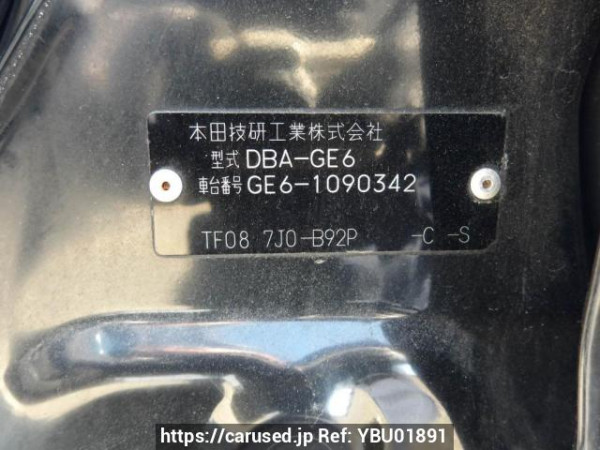 本田技研工業株式会社
型式 DBA-GE6
車台番号 GE6-1090342
TF08 7J0-B92P -C -S
https://carused.jp Ref: YBU01891